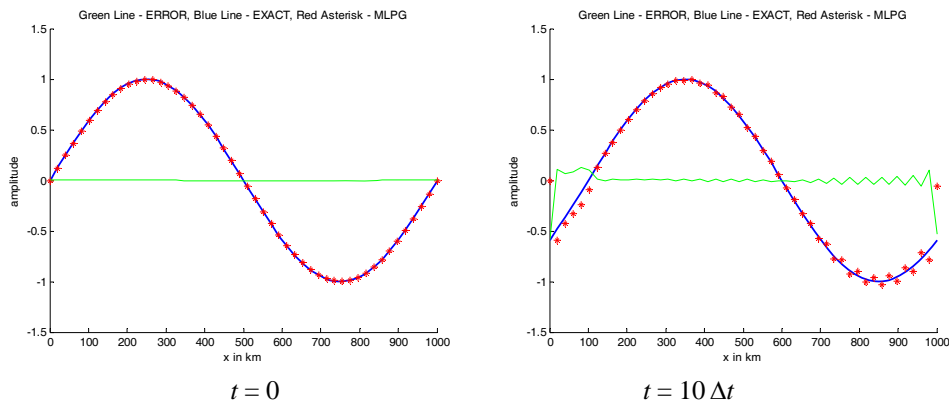 Green Line - ERROR, Blue Line - EXACT, Red Asterisk - MLPG
1.5
1
0.5
0
-0.5
-1
-1.5
amplitude
0 100 200 300 400 500 600 700 800 900 1000
x in km
t = 0
Green Line - ERROR, Blue Line - EXACT, Red Asterisk - MLPG
1.5
1
0.5
0
-0.5
-1
-1.5
amplitude
0 100 200 300 400 500 600 700 800 900 1000
x in km
t = 10 Δt